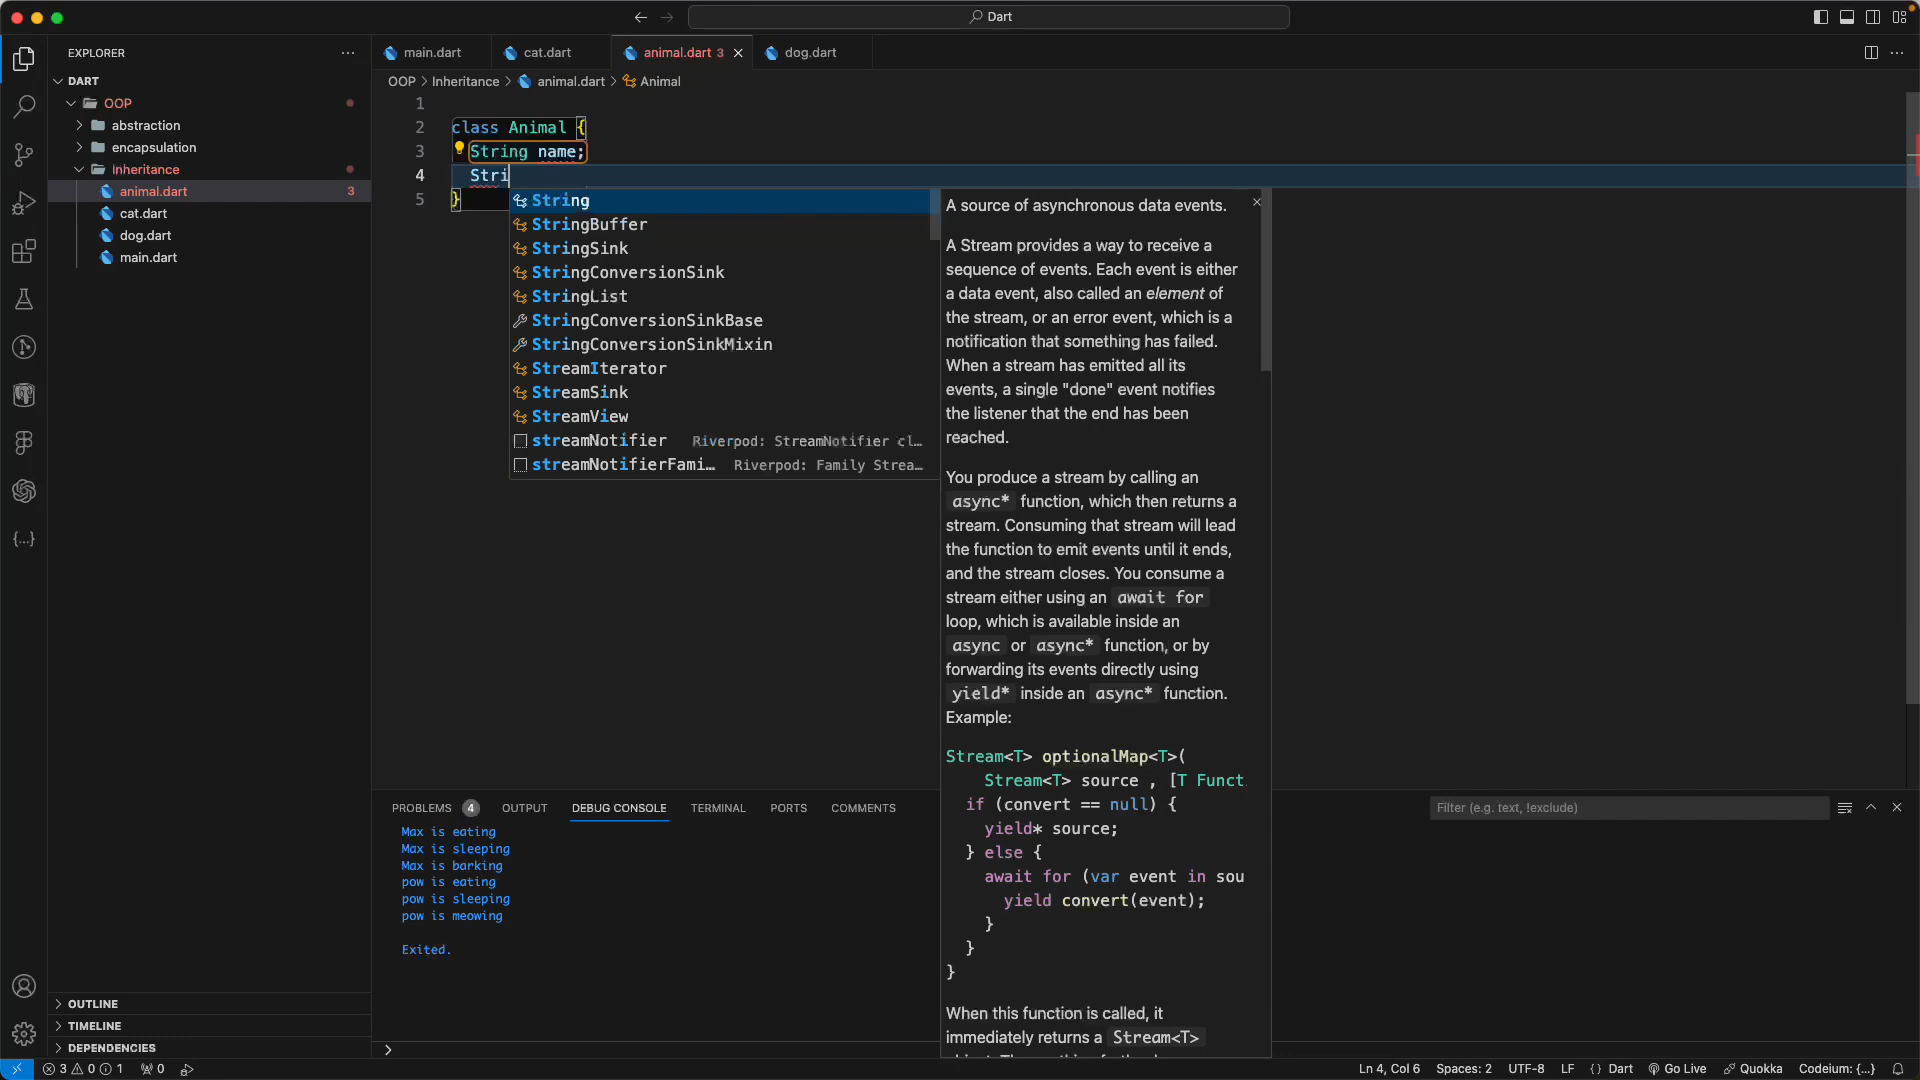 Dart
EXPLORER
DART
OOP
abstraction
encapsulation
Inheritance
animal.dart 3
cat.dart
dog.dart
main.dart
OUTLINE
TIMELINE
DEPENDENCIES
main.dart cat.dart animal.dart 3 dog.dart
OOP > Inheritance > animal.dart > Animal
1
2 class Animal {
3 String name;
4 Stri
5 }
String
StringBuffer
StringSink
StringConversionSink
StringList
StringConversionSinkBase
StringConversionSinkMixin
StreamIterator
StreamSink
StreamView
streamNotifier Riverpod: StreamNotifier cl…
streamNotifierFami… Riverpod: Family Strea…
A source of asynchronous data events.
A Stream provides a way to receive a
sequence of events. Each event is either
a data event, also called an element of
the stream, or an error event, which is a
notification that something has failed.
When a stream has emitted all its
events, a single "done" event notifies
the listener that the end has been
reached.
You produce a stream by calling an
async* function, which then returns a
stream. Consuming that stream will lead
the function to emit events until it ends,
and the stream closes. You consume a
stream either using an await for
loop, which is available inside an
async or async* function, or by
forwarding its events directly using
yield* inside an async* function.
Example:
Stream<T> optionalMap<T>(
Stream<T> source , [T Funct
if (convert == null) {
yield* source;
} else {
await for (var event in sou
yield convert(event);
}
}
}
When this function is called, it
immediately returns a Stream<T>
PROBLEMS 4 OUTPUT DEBUG CONSOLE TERMINAL PORTS COMMENTS
Filter (e.g. text, !exclude)
Max is eating
Max is sleeping
Max is barking
pow is eating
pow is sleeping
pow is meowing
Exited.
3 0 1 0
Ln 4, Col 6 Spaces: 2 UTF-8 LF {} Dart Go Live Quokka Codeium: {...}